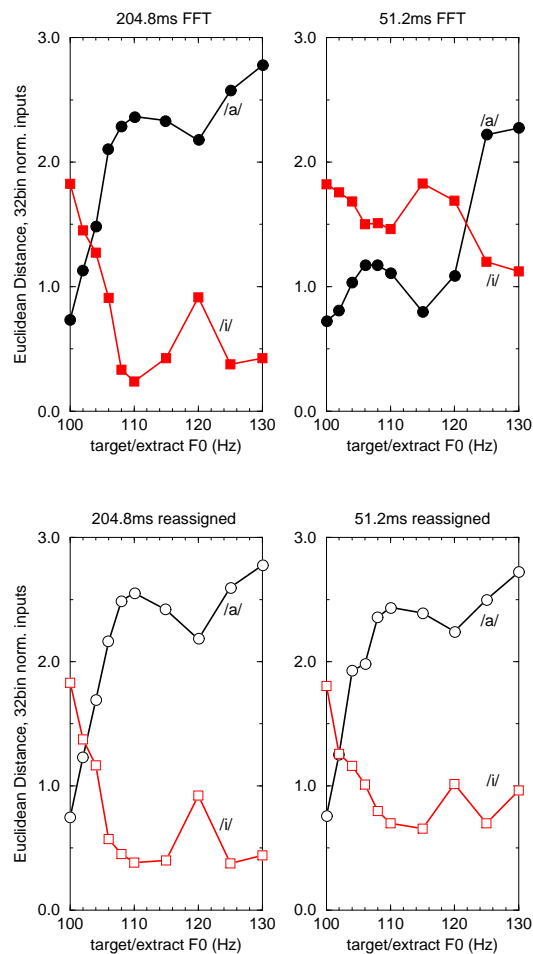 204.8ms FFT
51.2ms FFT
Euclidean Distance, 32bin norm. inputs
3.0
2.0
1.0
0.0
/a/
/i/
100 110 120 130
target/extract F0 (Hz)
3.0
2.0
1.0
0.0
/a/
/i/
100 110 120 130
target/extract F0 (Hz)
204.8ms reassigned
51.2ms reassigned
Euclidean Distance, 32bin norm. inputs
3.0
2.0
1.0
0.0
/a/
/i/
100 110 120 130
target/extract F0 (Hz)
3.0
2.0
1.0
0.0
/a/
/i/
100 110 120 130
target/extract F0 (Hz)